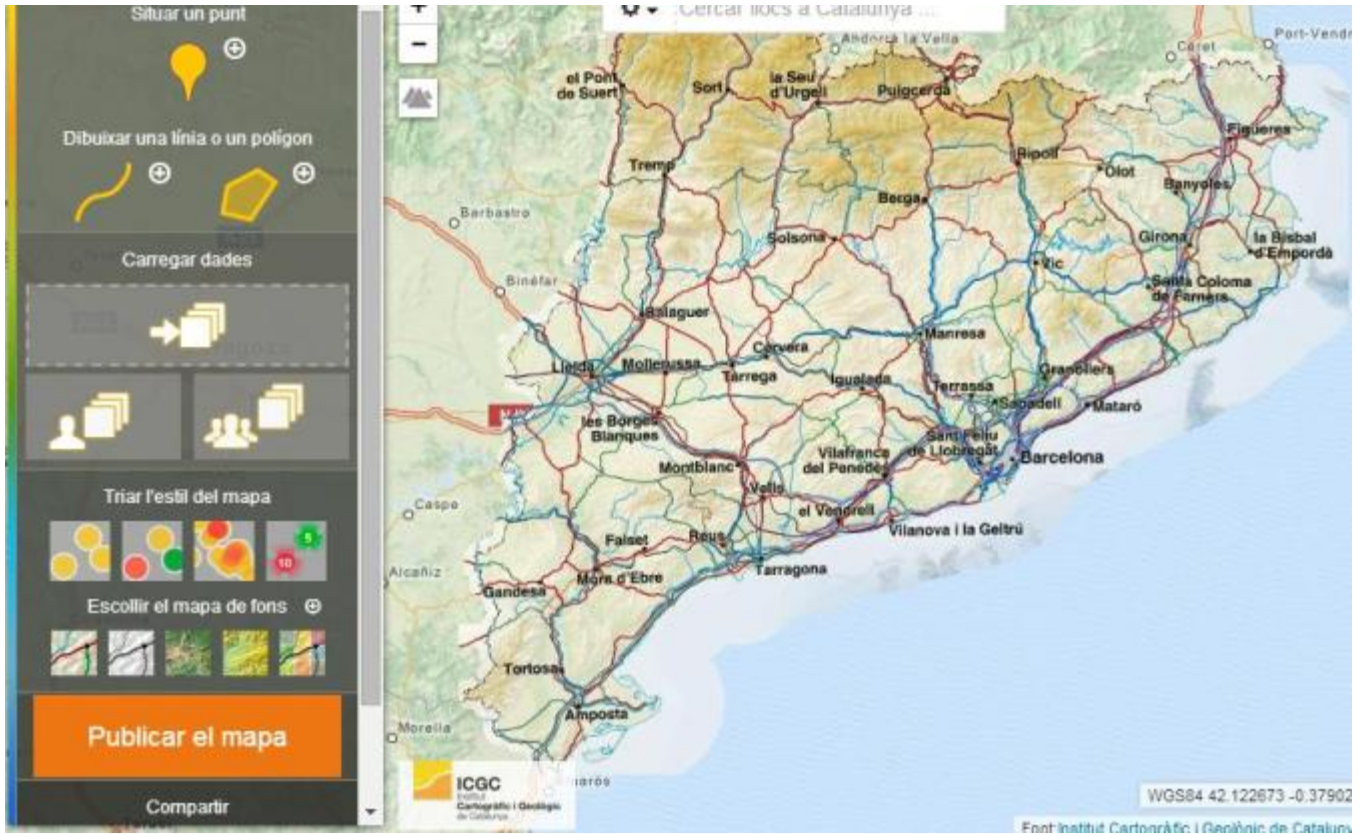 Situar un punt
Dibuixar una línia o un polígon
Carregar dades
Triar l'estil del mapa
5
10
Escollir el mapa de fons
Publicar el mapa
Compartir
+
−
Cercar llocs a Catalunya ...
Andorra la Vella
Ceret
Port-Vendr
el Pont
de Suert
Sort
la Seu
d'Urgell
Puigcerdà
Figueres
Tremp
Ripoll
Olot
Banyoles
Berga
Barbastro
Solsona
Girona
la Bisbal
d'Empordà
Vic
Binéfar
Santa Coloma
de Farners
Balaguer
Manresa
Cervera
Lleida
Mollerussa
Tàrrega
Igualada
Granollers
Terrassa
Sabadell
Mataró
les Borges
Blanques
Sant Feliu
de Llobregat
Barcelona
Vilafranca
del Penedès
Montblanc
Valls
Caspe
el Vendrell
Vilanova i la Geltrú
Falset
Reus
Alcañiz
Móra d'Ebre
Tarragona
Gandesa
Tortosa
Amposta
Morella
ICGC
Institut
Cartogràfic i Geològic
de Catalunya
WGS84 42.122673 -0.37902
Font: Institut Cartogràfic i Geològic de Cataluny